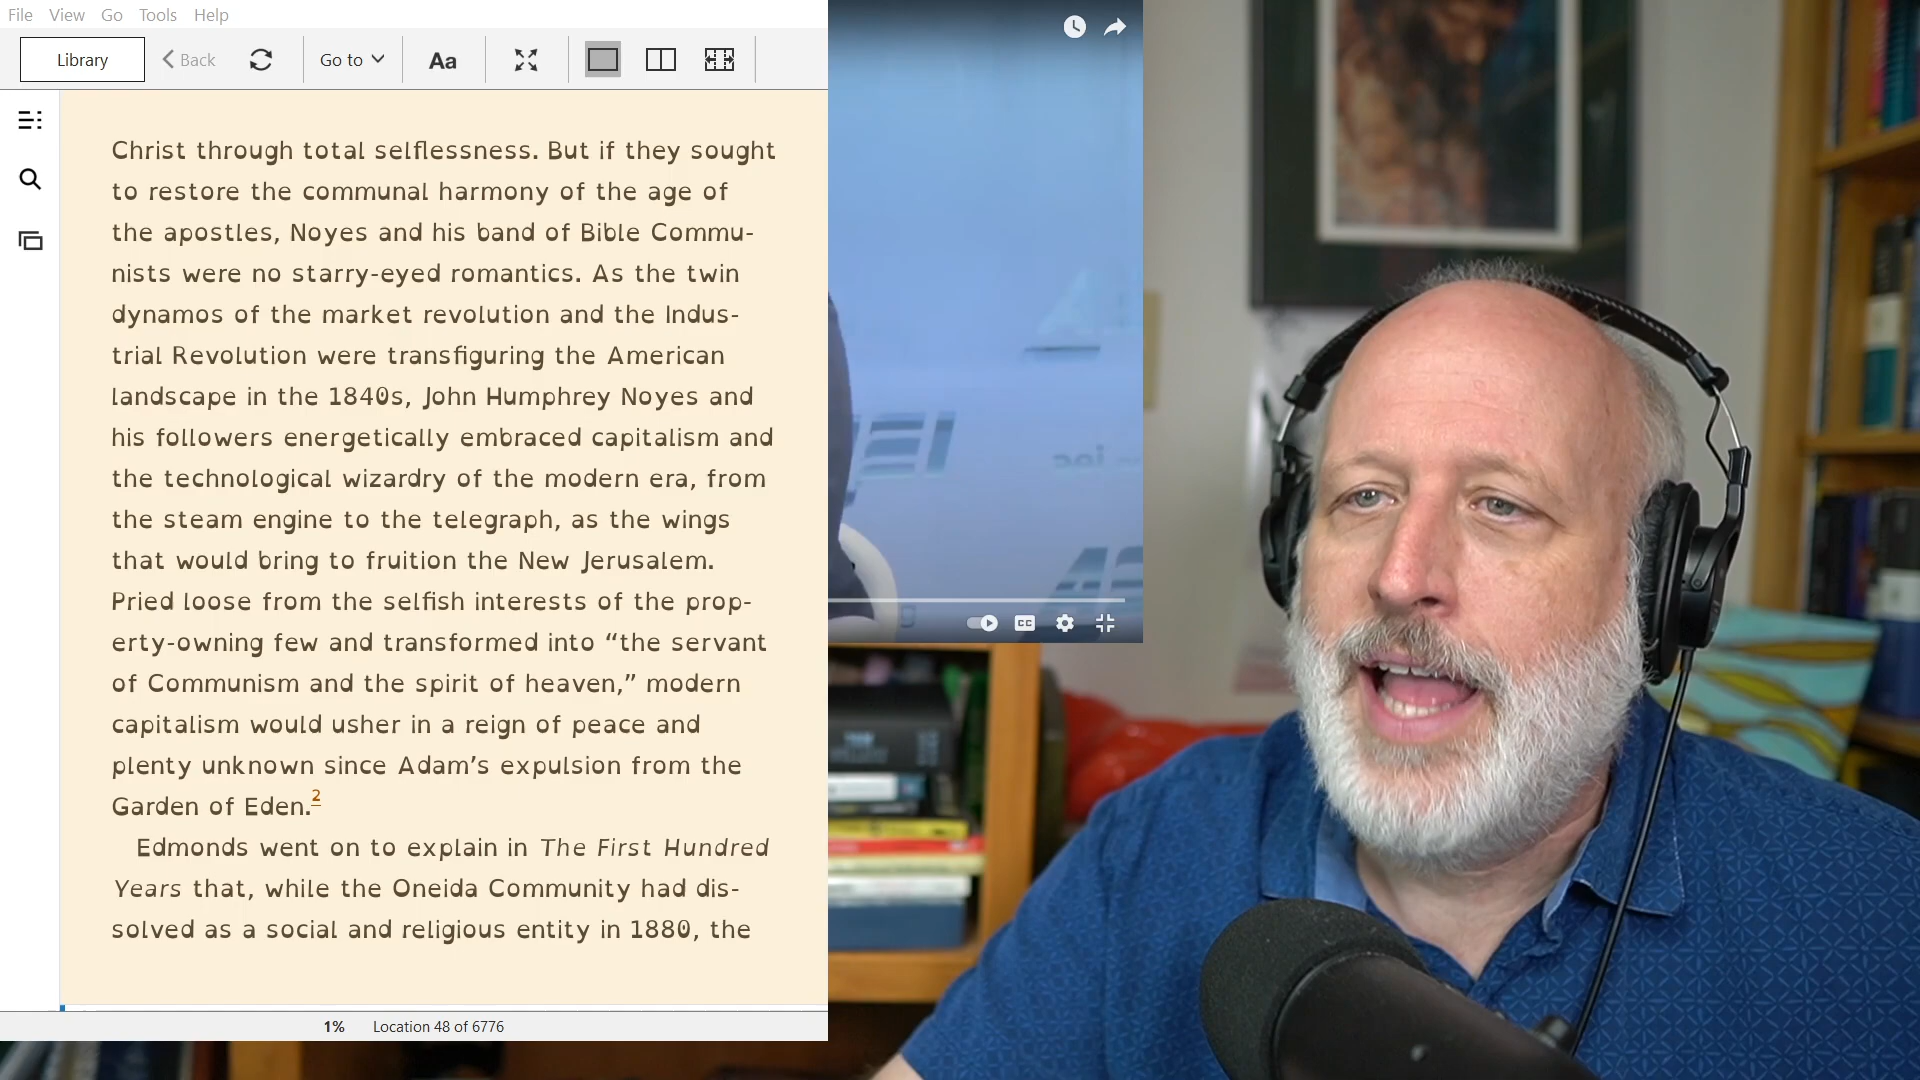 File View Go Tools Help
Library Back Go to Aa
Christ through total selflessness. But if they sought
to restore the communal harmony of the age of
the apostles, Noyes and his band of Bible Commu-
nists were no starry-eyed romantics. As the twin
dynamos of the market revolution and the Indus-
trial Revolution were transfiguring the American
landscape in the 1840s, John Humphrey Noyes and
his followers energetically embraced capitalism and
the technological wizardry of the modern era, from
the steam engine to the telegraph, as the wings
that would bring to fruition the New Jerusalem.
Pried loose from the selfish interests of the prop-
erty-owning few and transformed into “the servant
of Communism and the spirit of heaven,” modern
capitalism would usher in a reign of peace and
plenty unknown since Adam’s expulsion from the
Garden of Eden.2
Edmonds went on to explain in The First Hundred
Years that, while the Oneida Community had dis-
solved as a social and religious entity in 1880, the
1% Location 48 of 6776
CC